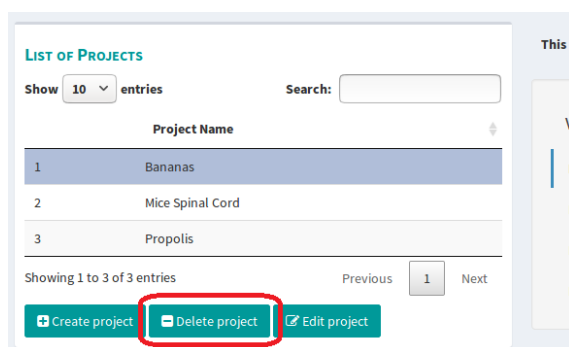 This
LIST OF PROJECTS
Show 10 entries Search:
Project Name
1 Bananas
2 Mice Spinal Cord
3 Propolis
Showing 1 to 3 of 3 entries Previous 1 Next
Create project Delete project Edit project